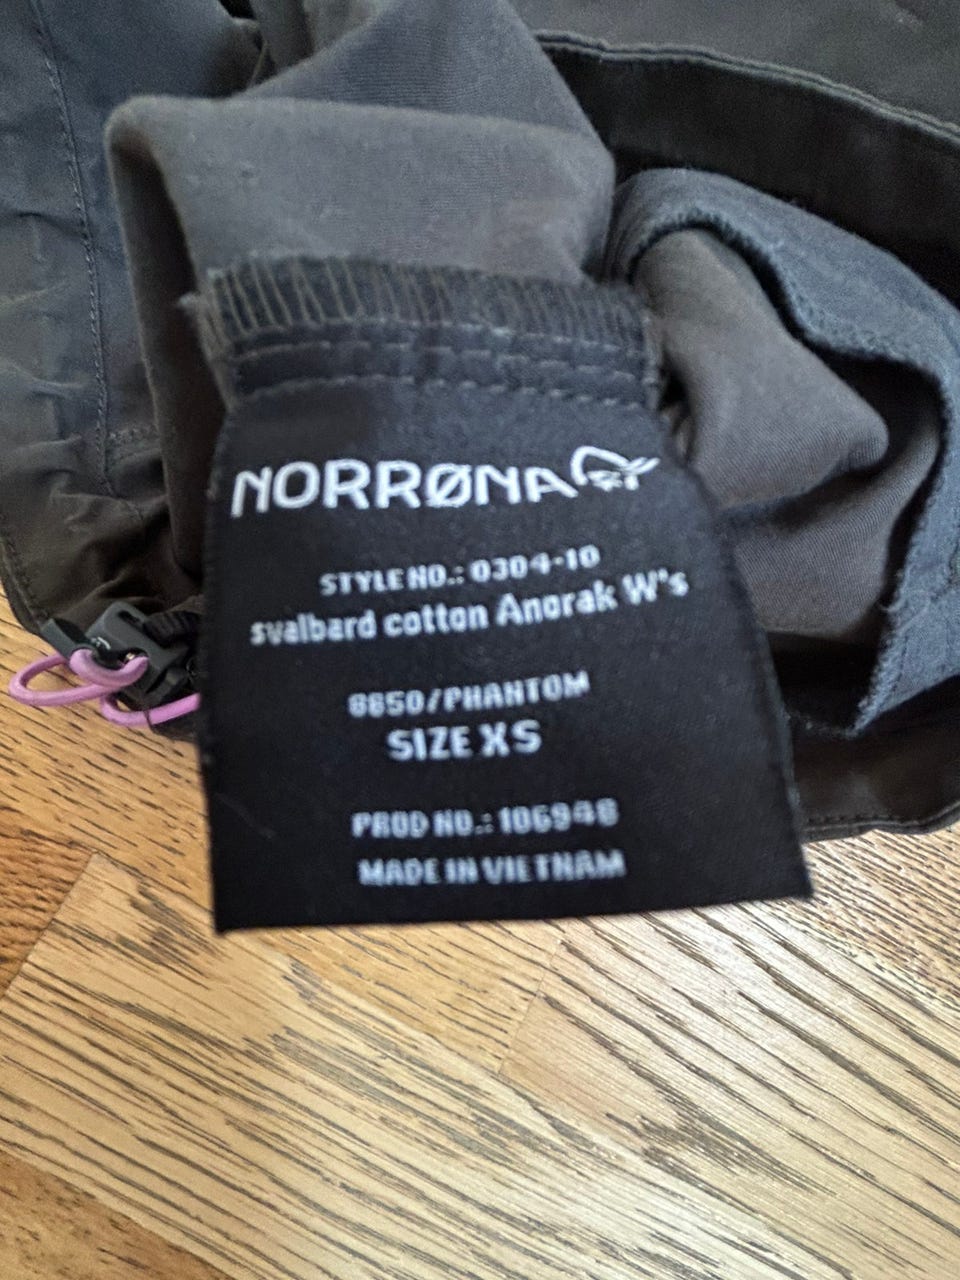 NORRØNA
STYLE NO.: 0304-10
svalbard cotton Anorak W's
8850/PHANTOM
SIZE XS
PROD NO.: 106948
MADE IN VIETNAM